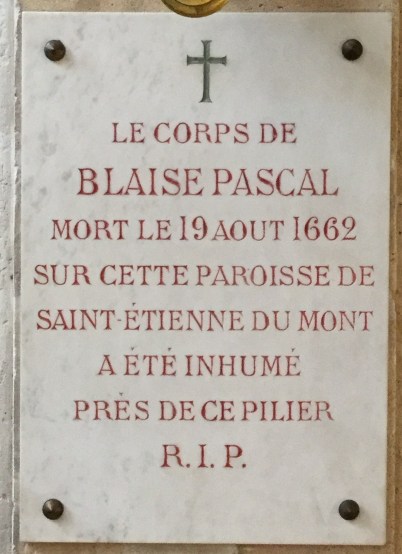 LE CORPS DE
BLAISE PASCAL
MORT LE 19 AOUT 1662
SUR CETTE PAROISSE DE
SAINT-ÉTIENNE DU MONT
A ÉTÉ INHUMÉ
PRÈS DE CE PILIER
R. I. P.